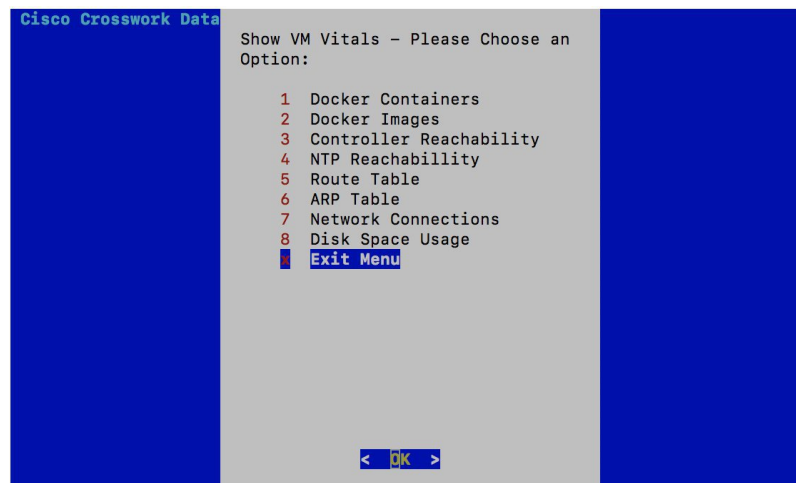 Cisco Crosswork Data
Show VM Vitals – Please Choose an
Option:
1 Docker Containers
2 Docker Images
3 Controller Reachability
4 NTP Reachabillity
5 Route Table
6 ARP Table
7 Network Connections
8 Disk Space Usage
x Exit Menu
< OK >